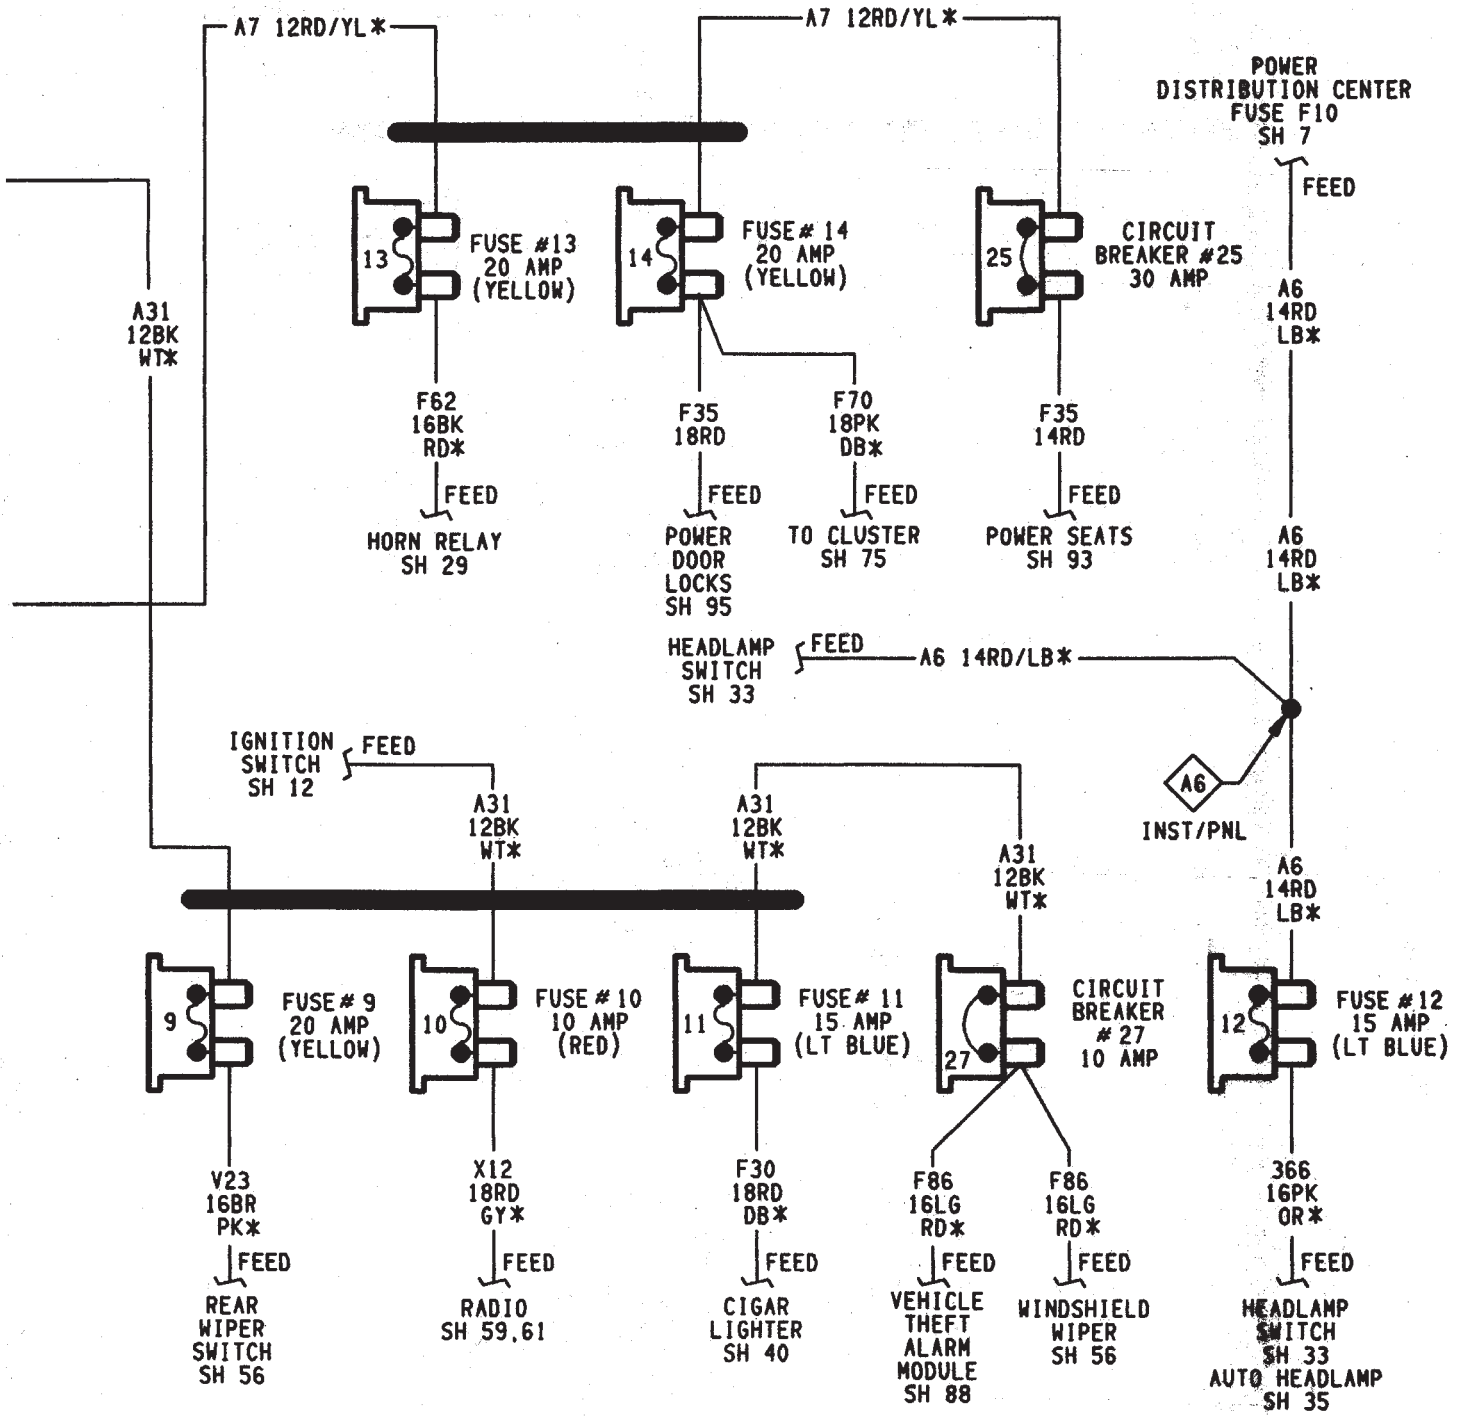 A7 12RD/YL*
A7 12RD/YL*
POWER
DISTRIBUTION CENTER
FUSE F10
SH 7
FEED
A31
12BK
WT*
13
FUSE #13
20 AMP
(YELLOW)
14
FUSE# 14
20 AMP
(YELLOW)
25
CIRCUIT
BREAKER #25
30 AMP
A6
14RD
LB*
F62
16BK
RD*
FEED
HORN RELAY
SH 29
F35
18RD
FEED
POWER
DOOR
LOCKS
SH 95
F70
18PK
DB*
FEED
TO CLUSTER
SH 75
F35
14RD
FEED
POWER SEATS
SH 93
A6
14RD
LB*
HEADLAMP
SWITCH
SH 33
FEED
A6 14RD/LB*
A6
INST/PNL
IGNITION
SWITCH
SH 12
FEED
A31
12BK
WT*
A31
12BK
WT*
A31
12BK
WT*
A6
14RD
LB*
9
FUSE# 9
20 AMP
(YELLOW)
10
FUSE #10
10 AMP
(RED)
11
FUSE# 11
15 AMP
(LT BLUE)
27
CIRCUIT
BREAKER
# 27
10 AMP
12
FUSE #12
15 AMP
(LT BLUE)
V23
16BR
PK*
FEED
REAR
WIPER
SWITCH
SH 56
X12
18RD
GY*
FEED
RADIO
SH 59,61
F30
18RD
DB*
FEED
CIGAR
LIGHTER
SH 40
F86
16LG
RD*
FEED
VEHICLE
THEFT
ALARM
MODULE
SH 88
F86
16LG
RD*
FEED
WINDSHIELD
WIPER
SH 56
366
16PK
OR*
FEED
HEADLAMP
SWITCH
SH 33
AUTO HEADLAMP
SH 35